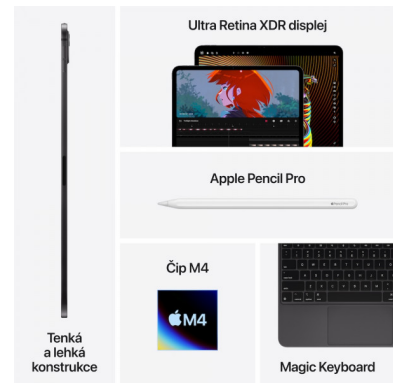 Tenká
a lehká
konstrukce
Ultra Retina XDR displej
Apple Pencil Pro
Čip M4
M4
Magic Keyboard